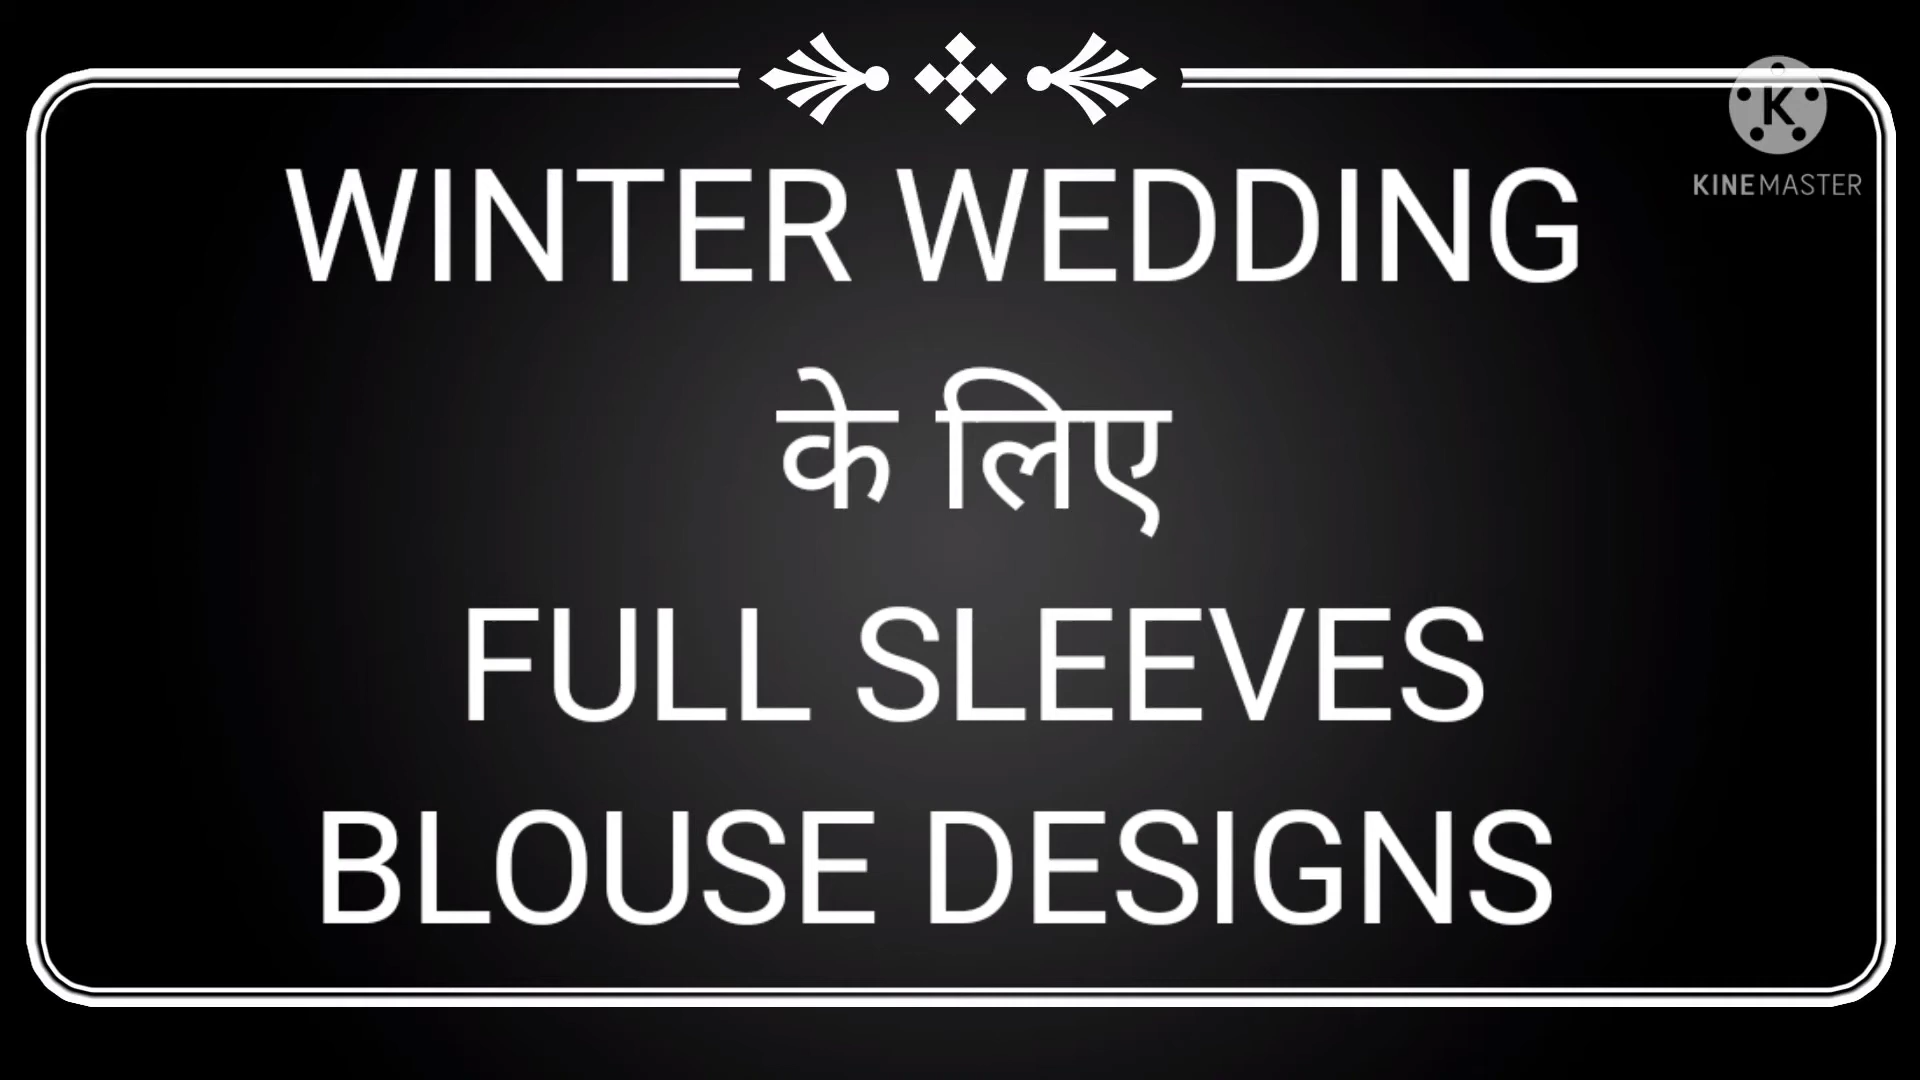 WINTER WEDDING
के लिए
FULL SLEEVES
BLOUSE DESIGNS
K
KINEMASTER